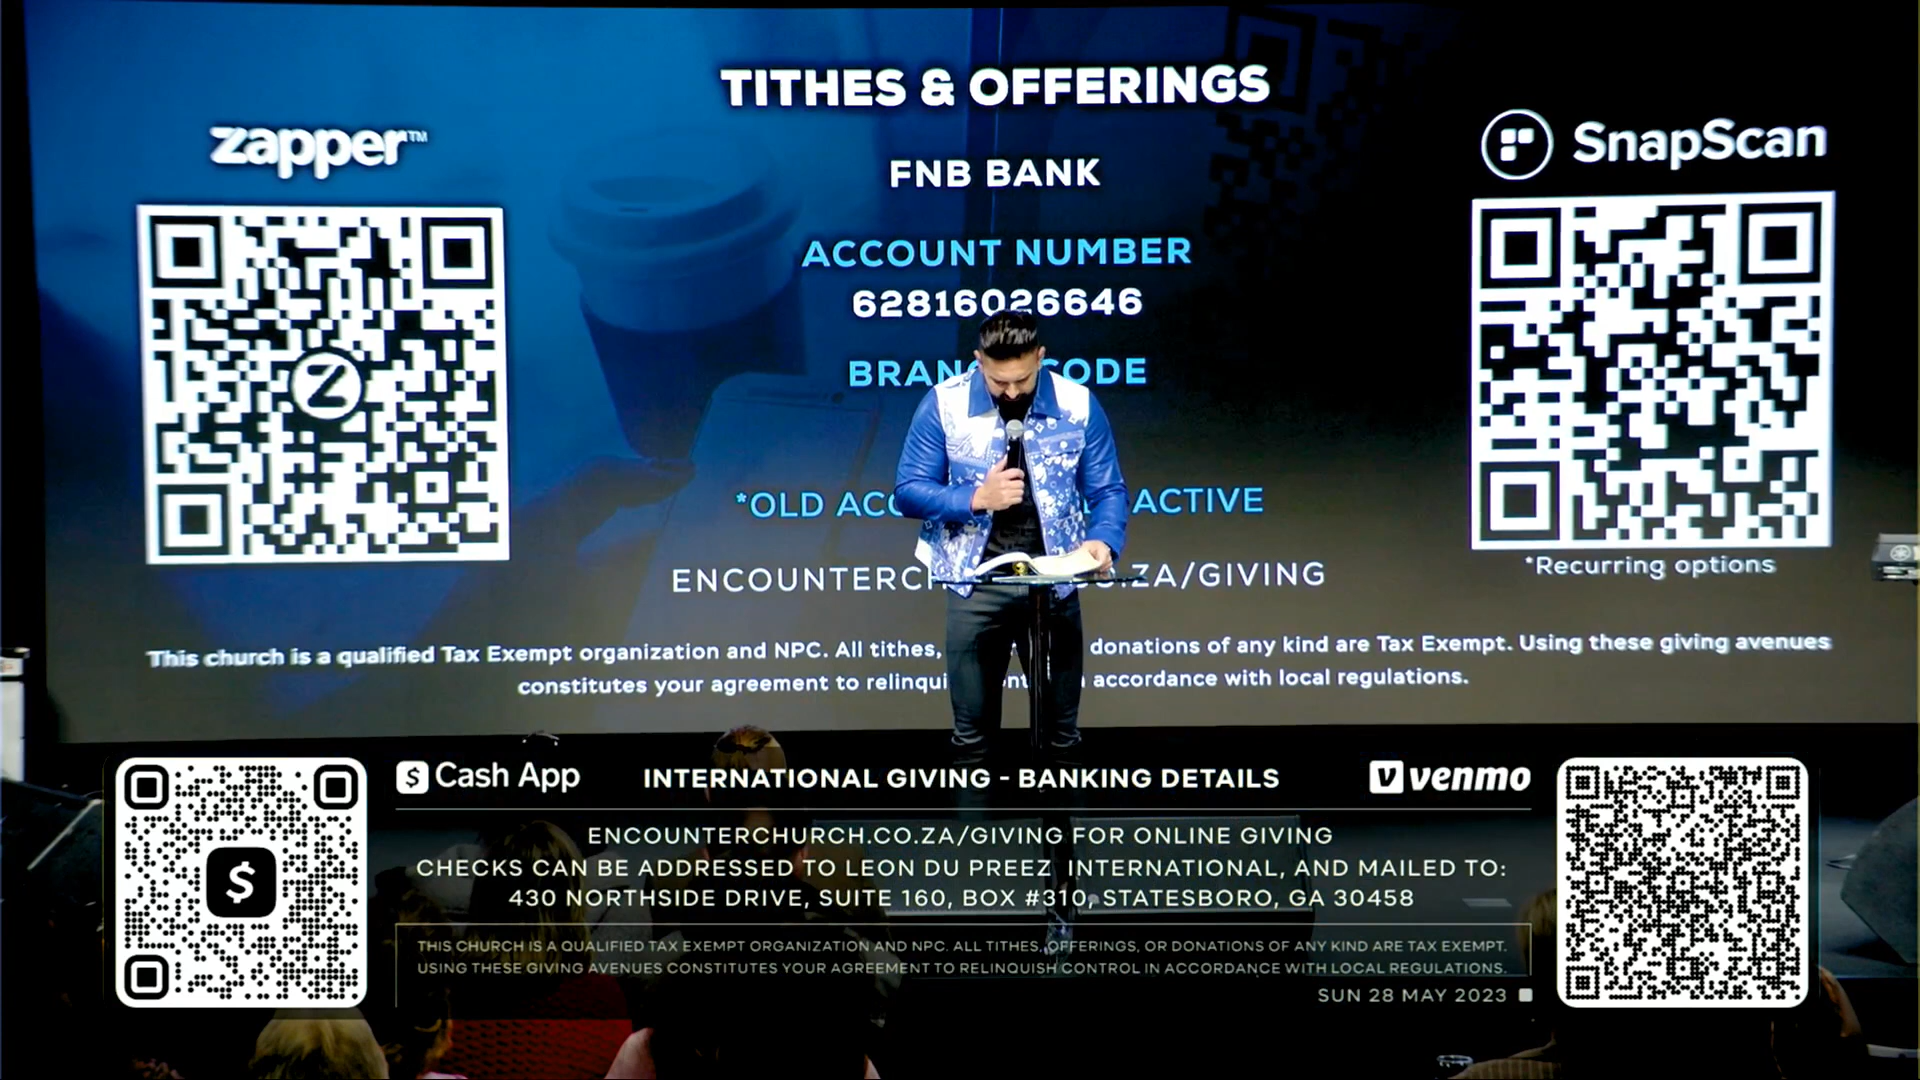 TITHES & OFFERINGS
zapper™
SnapScan
FNB BANK
ACCOUNT NUMBER
62816026646
CODE
*OLD ACTIVE
/GIVING
*Recurring options
This church is a qualified Tax Exempt organization and NPC. All tithes, donations of any kind are Tax Exempt. Using these giving avenues
constitutes your agreement to accordance with local regulations.
$ Cash App
INTERNATIONAL GIVING - BANKING DETAILS
venmo
ENCOUNTERCHURCH.CO.ZA/GIVING FOR ONLINE GIVING
CHECKS CAN BE ADDRESSED TO LEON DU PREEZ INTERNATIONAL, AND MAILED TO:
430 NORTHSIDE DRIVE, SUITE 160, BOX #310, STATESBORO, GA 30458
THIS CHURCH IS A QUALIFIED TAX EXEMPT ORGANIZATION AND NPC. ALL TITHES, OFFERINGS, OR DONATIONS OF ANY KIND ARE TAX EXEMPT.
USING THESE GIVING AVENUES CONSTITUTES YOUR AGREEMENT TO RELINQUISH CONTROL IN ACCORDANCE WITH LOCAL REGULATIONS.
SUN 28 MAY 2023